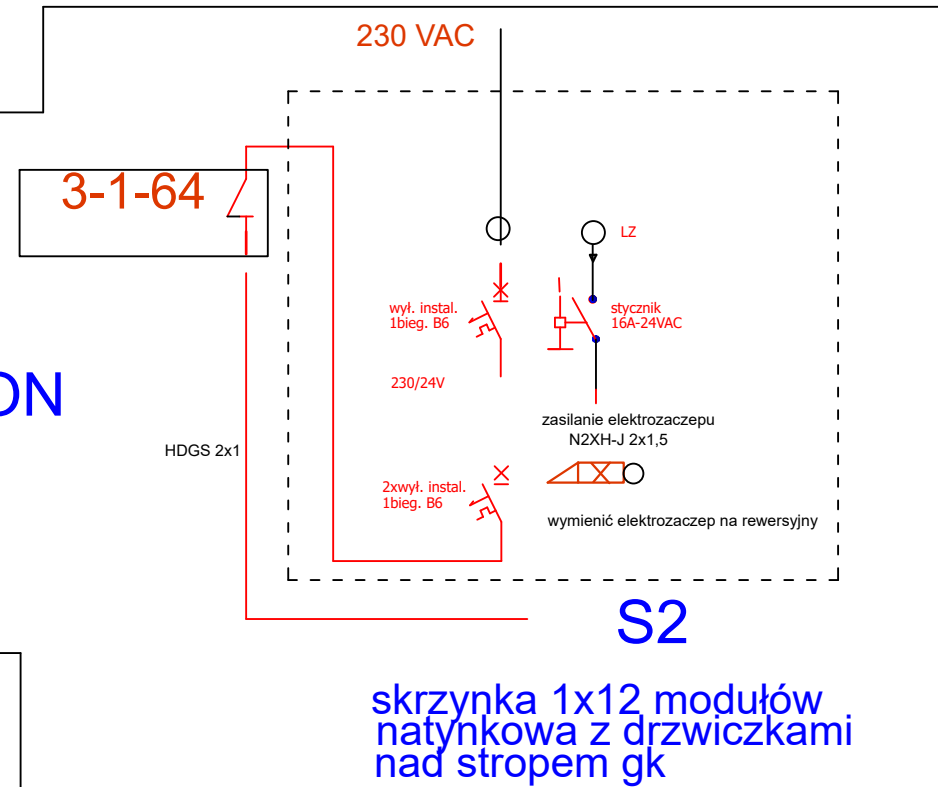 230 VAC
3-1-64
LZ
wył. instal.
1bieg. B6
stycznik
16A-24VAC
230/24V
ON
zasilanie elektrozaczepu
N2XH-J 2x1,5
HDGS 2x1
2xwył. instal.
1bieg. B6
wymienić elektrozaczep na rewersyjny
S2
skrzynka 1x12 modułów
natynkowa z drzwiczkami
nad stropem gk